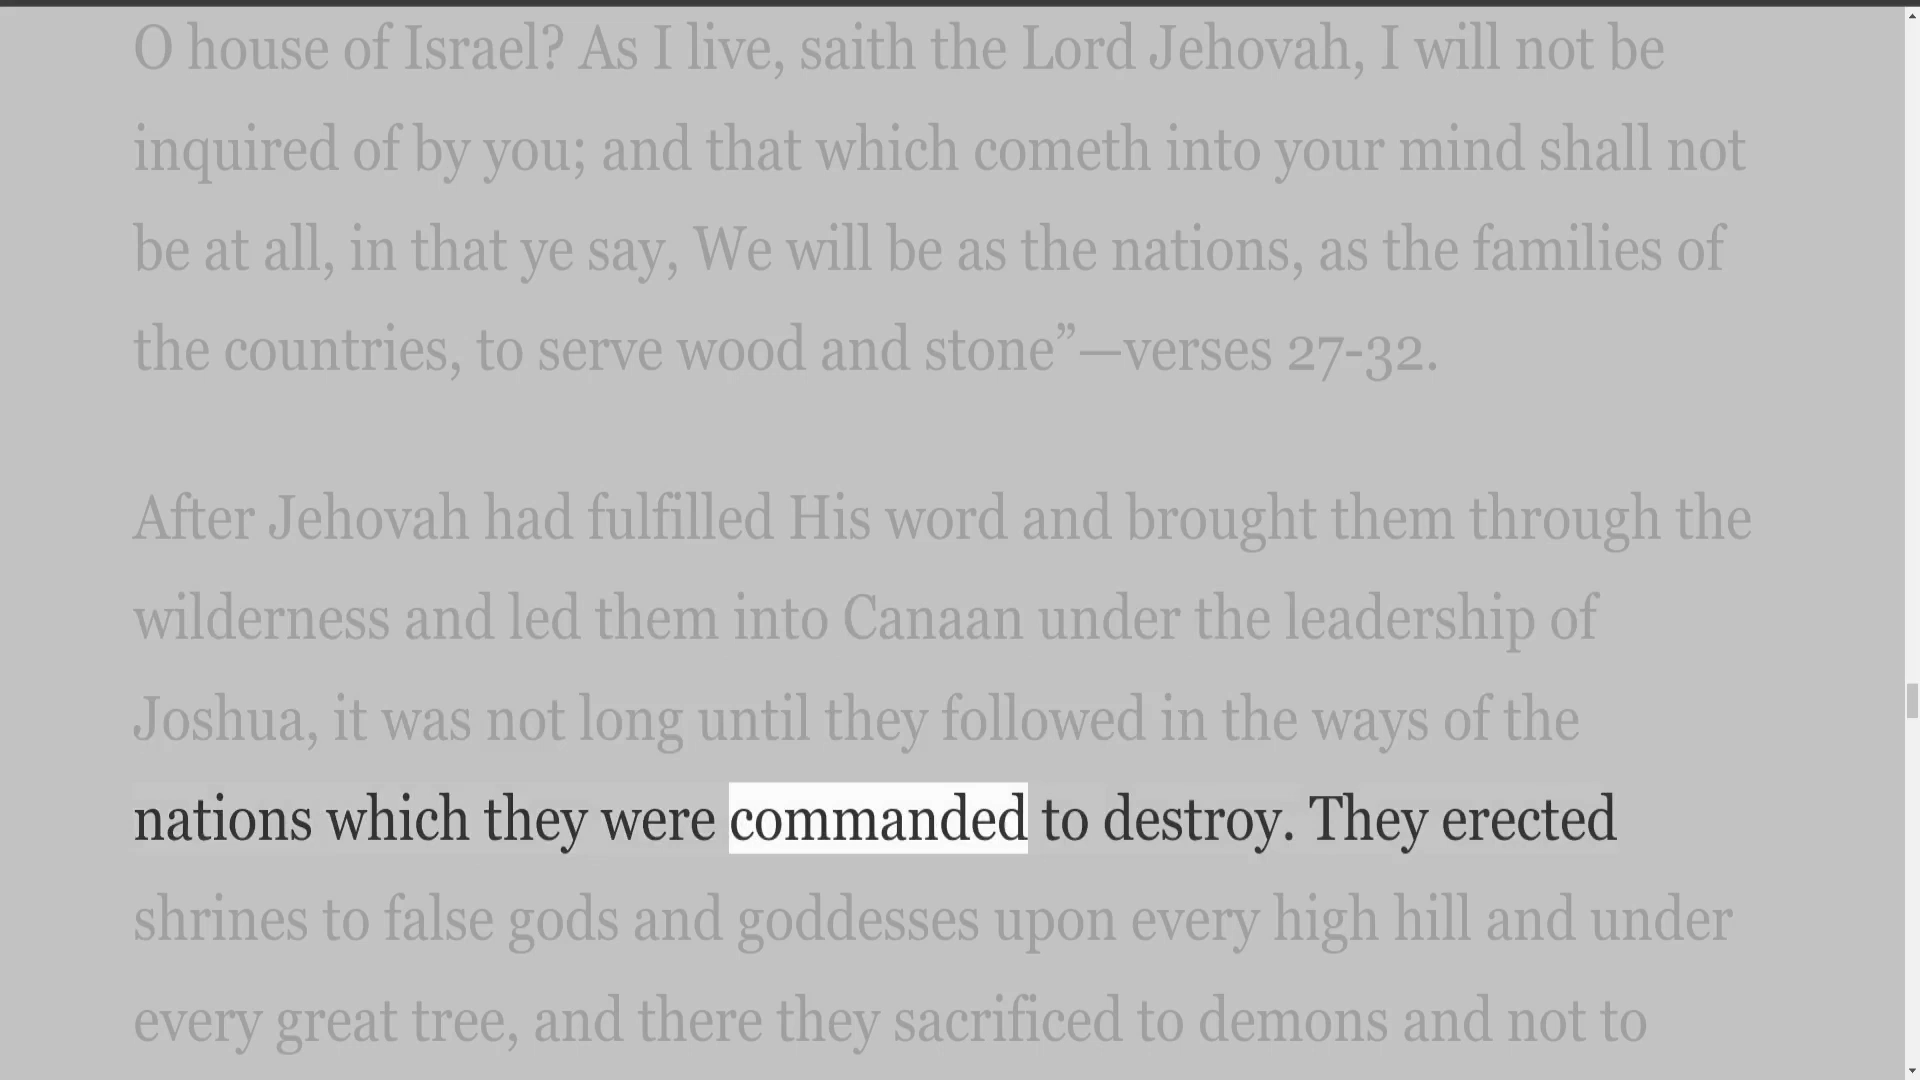 O house of Israel? As I live, saith the Lord Jehovah, I will not be
inquired of by you; and that which cometh into your mind shall not
be at all, in that ye say, We will be as the nations, as the families of
the countries, to serve wood and stone”—verses 27-32.
After Jehovah had fulfilled His word and brought them through the
wilderness and led them into Canaan under the leadership of
Joshua, it was not long until they followed in the ways of the
nations which they were commanded to destroy. They erected
shrines to false gods and goddesses upon every high hill and under
every great tree, and there they sacrificed to demons and not to